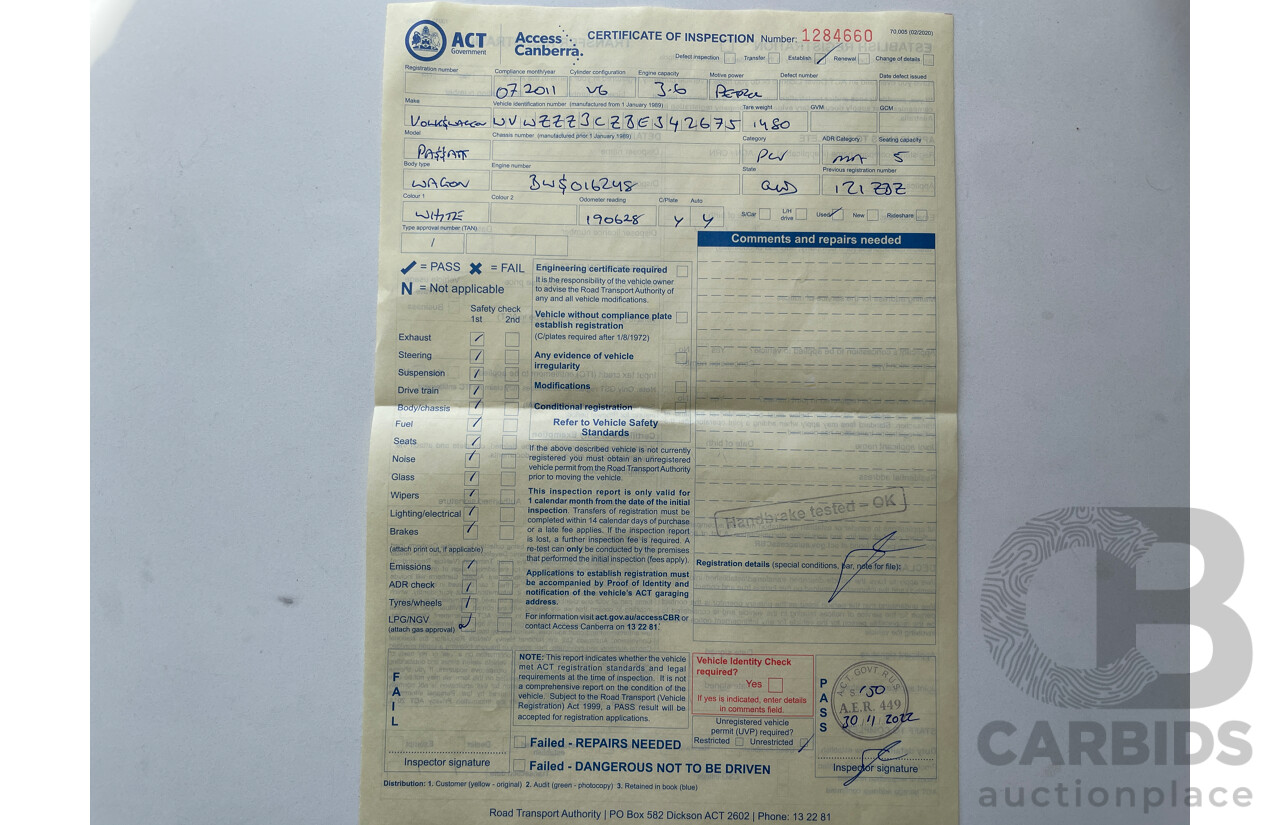 ACT Government
Access Canberra.
CERTIFICATE OF INSPECTION Number: 1284660
70.005 (02/2020)
Defect inspection Transfer Establish Renewal Change of details
Registration number Compliance month/year Cylinder configuration Engine capacity Motive power Defect number Date defect issued
07 2011 V6 3.6 PETROL
Make Vehicle identification number (manufactured from 1 January 1989) Tare weight GVM GCM
VOLKSWAGEN WVWZZZ3CZBE342675 1480
Model Chassis number (manufactured prior 1 January 1989) Category ADR Category Seating capacity
PASSAT PV MA 5
Body type Engine number State Previous registration number
WAGON BWS016248 QLD 121 ZDZ
Colour 1 Colour 2 Odometer reading C/Plate Auto
WHITE 190628 Y Y
S/Car L/H drive Used New Rideshare
Type approval number (TAN)
/
Comments and repairs needed
= PASS = FAIL
N = Not applicable
Safety check
1st 2nd
Exhaust
Steering
Suspension
Drive train
Body/chassis
Fuel
Seats
Noise
Glass
Wipers
Lighting/electrical
Brakes
(attach print out, if applicable)
Emissions
ADR check
Tyres/wheels
LPG/NGV
(attach gas approval)
N
Engineering certificate required
It is the responsibility of the vehicle owner
to advise the Road Transport Authority of
any and all vehicle modifications.
Vehicle without compliance plate
establish registration
(C/plates required after 1/8/1972)
Any evidence of vehicle
irregularity
Modifications
Conditional registration
Refer to Vehicle Safety
Standards
If the above described vehicle is not currently
registered you must obtain an unregistered
vehicle permit from the Road Transport Authority
prior to moving the vehicle.
This inspection report is only valid for
1 calendar month from the date of the initial
inspection. Transfers of registration must be
completed within 14 calendar days of purchase
or a late fee applies. If the inspection report
is lost, a further inspection fee is required. A
re-test can only be conducted by the premises
that performed the initial inspection (fees apply).
Applications to establish registration must
be accompanied by Proof of Identity and
notification of the vehicle's ACT garaging
address.
For information visit act.gov.au/accessCBR or
contact Access Canberra on 13 22 81.
Handbrake tested – OK
Registration details (special conditions, bar, note for file):
F
A
I
L
Inspector signature
NOTE: This report indicates whether the vehicle
met ACT registration standards and legal
requirements at the time of inspection. It is not
a comprehensive report on the condition of the
vehicle. Subject to the Road Transport (Vehicle
Registration) Act 1999, a PASS result will be
accepted for registration applications.
Failed - REPAIRS NEEDED
Failed - DANGEROUS NOT TO BE DRIVEN
Vehicle Identity Check
required?
Yes
If yes is indicated, enter details
in comments field.
Unregistered vehicle
permit (UVP) required?
Restricted Unrestricted
P
A
S
S
ACT GOVT RUS
A.E.R. 449
30 11 2022
Inspector signature
Distribution: 1. Customer (yellow - original) 2. Audit (green - photocopy) 3. Retained in book (blue)
Road Transport Authority | PO Box 582 Dickson ACT 2602 | Phone: 13 22 81
CARBIDS
auctionplace